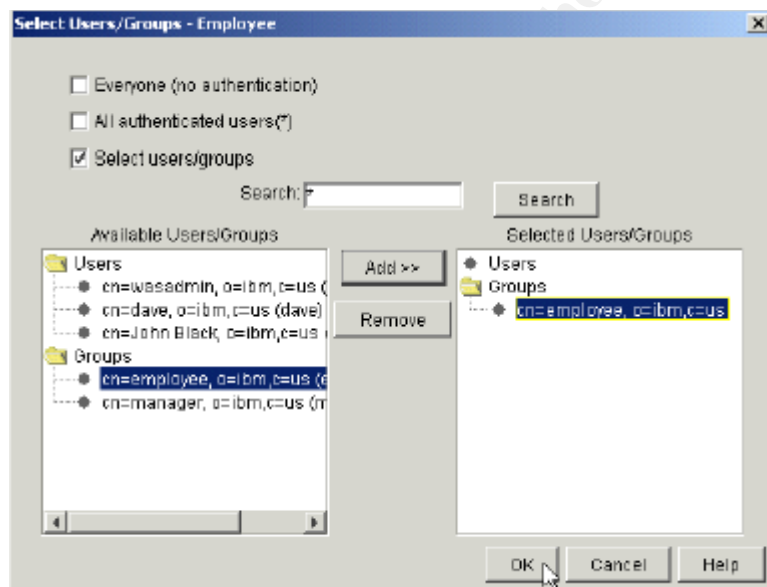 Select Users/Groups - Employee
Everyone (no authentication)
All authenticated users(*)
Select users/groups
Search: *
Search
Available Users/Groups
Selected Users/Groups
Users
cn=wasadmin, o=ibm,c=us (
cn=dave, o=ibm,c=us (dave)
cn=John Black, o=ibm,c=us
Groups
cn=employee, o=ibm,c=us (e
cn=manager, o=ibm,c=us (m
Add >>
Remove
Users
Groups
cn=employee, o=ibm,c=us
OK
Cancel
Help